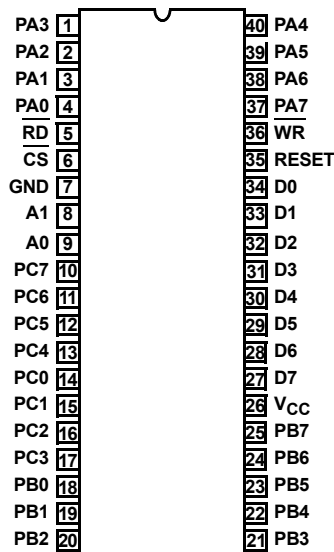 PA3 1 40 PA4
PA2 2 39 PA5
PA1 3 38 PA6
PA0 4 37 PA7
RD 5 36 WR
CS 6 35 RESET
GND 7 34 D0
A1 8 33 D1
A0 9 32 D2
PC7 10 31 D3
PC6 11 30 D4
PC5 12 29 D5
PC4 13 28 D6
PC0 14 27 D7
PC1 15 26 VCC
PC2 16 25 PB7
PC3 17 24 PB6
PB0 18 23 PB5
PB1 19 22 PB4
PB2 20 21 PB3